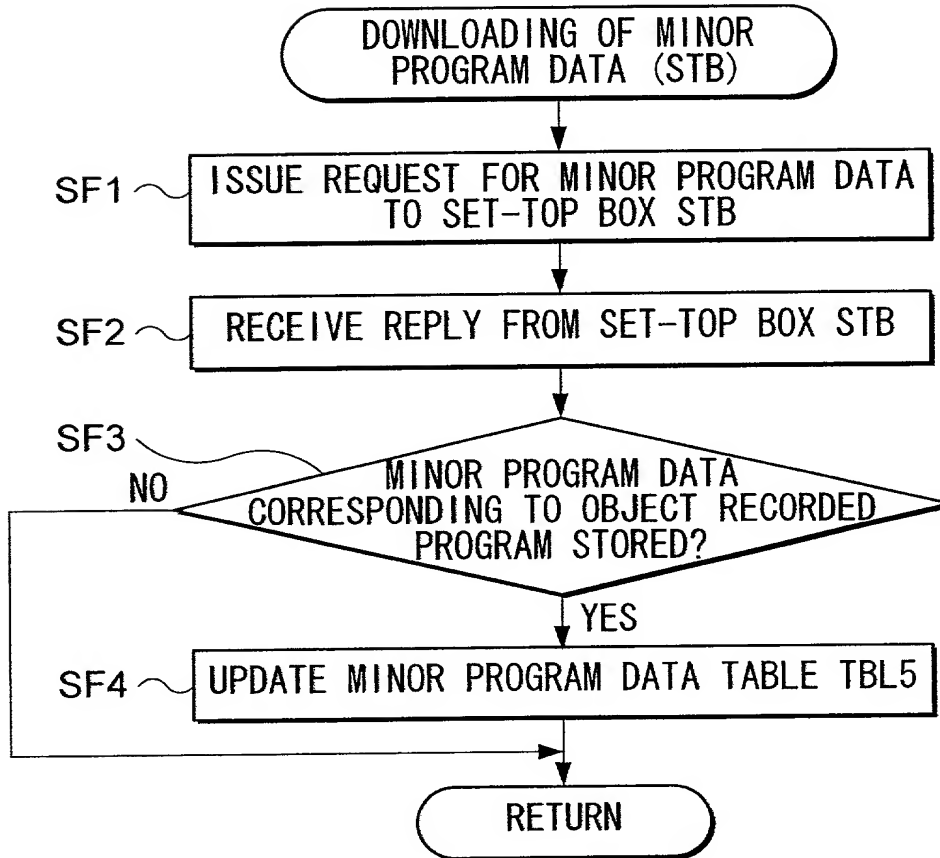 DOWNLOADING OF MINOR
PROGRAM DATA (STB)
SF1
ISSUE REQUEST FOR MINOR PROGRAM DATA
TO SET-TOP BOX STB
SF2
RECEIVE REPLY FROM SET-TOP BOX STB
SF3
NO
MINOR PROGRAM DATA
CORRESPONDING TO OBJECT RECORDED
PROGRAM STORED?
YES
SF4
UPDATE MINOR PROGRAM DATA TABLE TBL5
RETURN